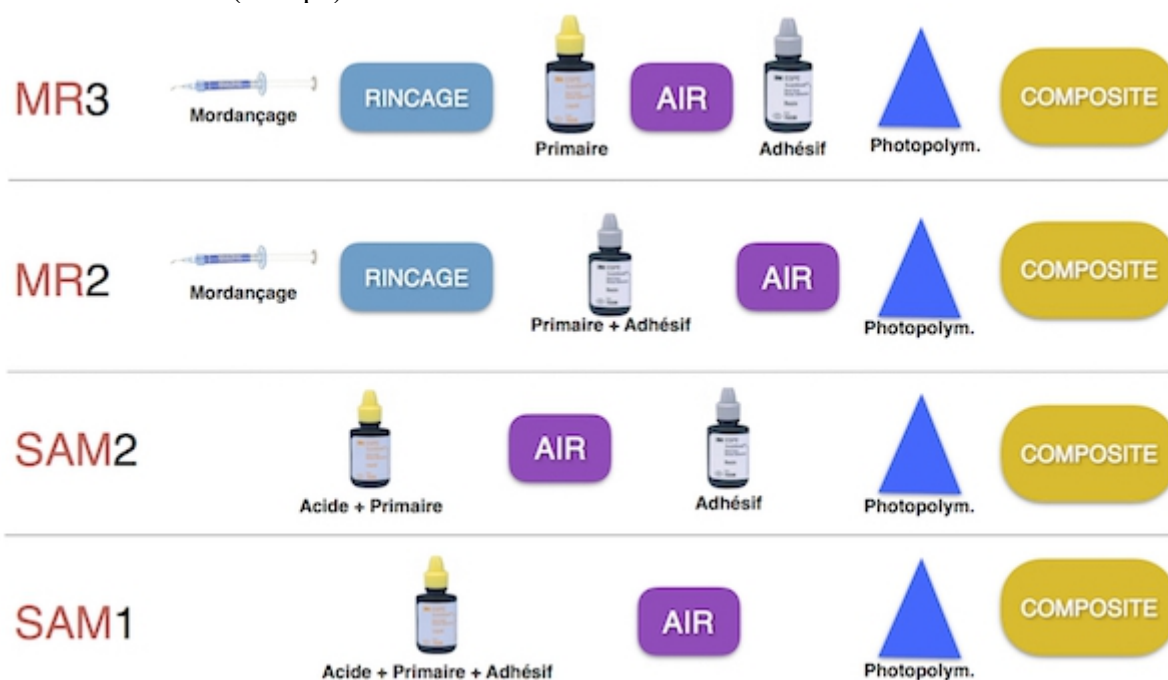 MR3
Mordançage
RINCAGE
Primaire
AIR
Adhésif
Photopolym.
COMPOSITE
MR2
Mordançage
RINCAGE
Primaire + Adhésif
AIR
Photopolym.
COMPOSITE
SAM2
Acide + Primaire
AIR
Adhésif
Photopolym.
COMPOSITE
SAM1
Acide + Primaire + Adhésif
AIR
Photopolym.
COMPOSITE